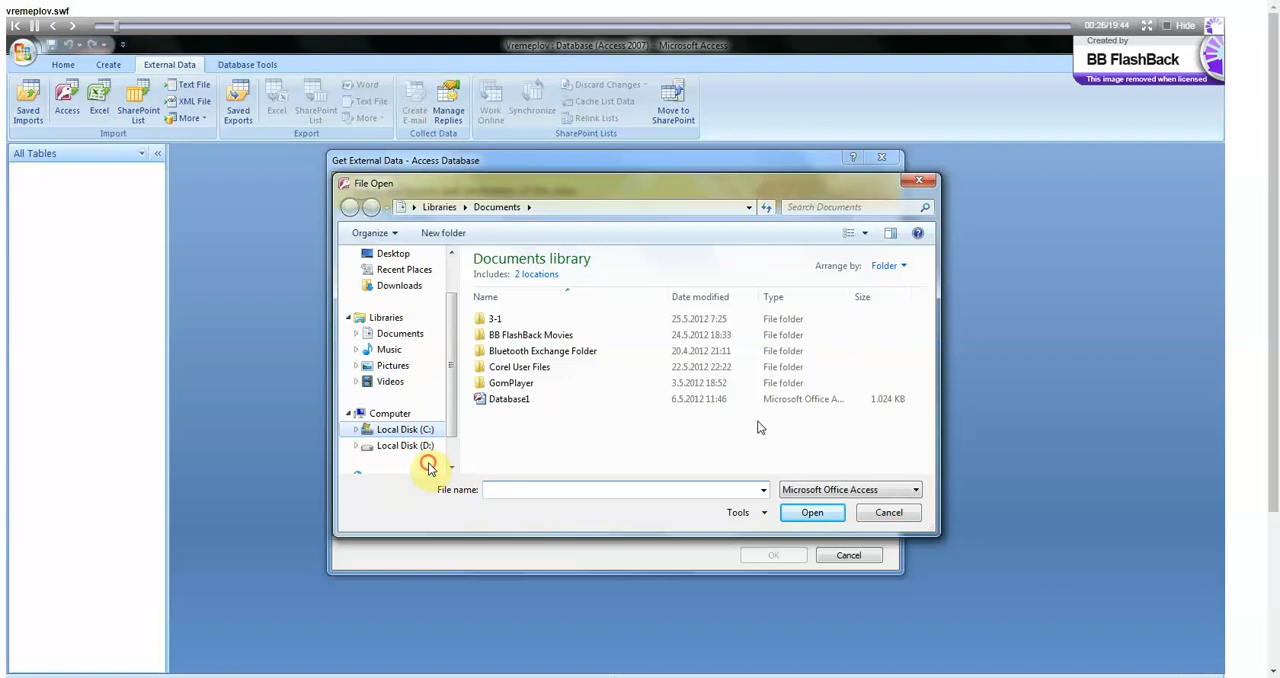 vremeplov.swf
00:26/19:44
Hide
Created by
BB FlashBack
This image removed when licensed
Vremeplov : Database (Access 2007) - Microsoft Access
Home
Create
External Data
Database Tools
Saved Imports
Access
Excel
SharePoint List
Text File
XML File
More
Import
Saved Exports
Excel
SharePoint List
Word
Text File
More
Export
Create E-mail
Manage Replies
Collect Data
Work Online
Synchronize
Discard Changes
Cache List Data
Relink Lists
Move to SharePoint
SharePoint Lists
All Tables
Get External Data - Access Database
File Open
Libraries
Documents
Search Documents
Organize
New folder
Desktop
Recent Places
Downloads
Libraries
Documents
Music
Pictures
Videos
Computer
Local Disk (C:)
Local Disk (D:)
Documents library
Includes: 2 locations
Arrange by: Folder
Name Date modified Type Size
3-1 25.5.2012 7:25 File folder
BB FlashBack Movies 24.5.2012 18:33 File folder
Bluetooth Exchange Folder 20.4.2012 21:11 File folder
Corel User Files 22.5.2012 22:22 File folder
GomPlayer 3.5.2012 18:52 File folder
Database1 6.5.2012 11:46 Microsoft Office A... 1.024 KB
File name:
Microsoft Office Access
Tools
Open
Cancel
OK
Cancel